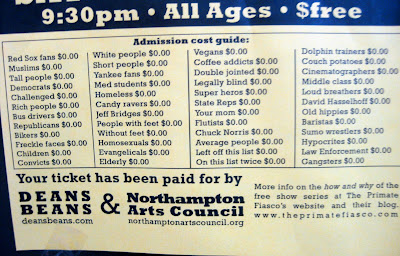 9:30pm • All Ages • $free
Admission cost guide:
Red Sox fans $0.00
Muslims $0.00
Tall people $0.00
Democrats $0.00
Challenged $0.00
Rich people $0.00
Bus drivers $0.00
Republicans $0.00
Bikers $0.00
Freckle faces $0.00
Children $0.00
Convicts $0.00
White people $0.00
Short people $0.00
Yankee fans $0.00
Med students $0.00
Homeless $0.00
Candy ravers $0.00
Jeff Bridges $0.00
People with feet $0.00
Without feet $0.00
Homosexuals $0.00
Evangelicals $0.00
Elderly $0.00
Vegans $0.00
Coffee addicts $0.00
Double jointed $0.00
Legally blind $0.00
Super heros $0.00
State Reps $0.00
Your mom $0.00
Flutists $0.00
Chuck Norris $0.00
Average people $0.00
Left off this list $0.00
On this list twice $0.00
Dolphin trainers $0.00
Couch potatoes $0.00
Cinematographers $0.00
Middle class $0.00
Loud breathers $0.00
David Hasselhoff $0.00
Old hippies $0.00
Baristas $0.00
Sumo wrestlers $0.00
Hypocrites $0.00
Law Enforcement $0.00
Gangsters $0.00
Your ticket has been paid for by
DEANS
BEANS
deansbeans.com
&
Northampton
Arts Council
northamptonartscouncil.org
More info on the how and why of the
free show series at The Primate
Fiasco's website and their blog.
www.theprimatefiasco.com